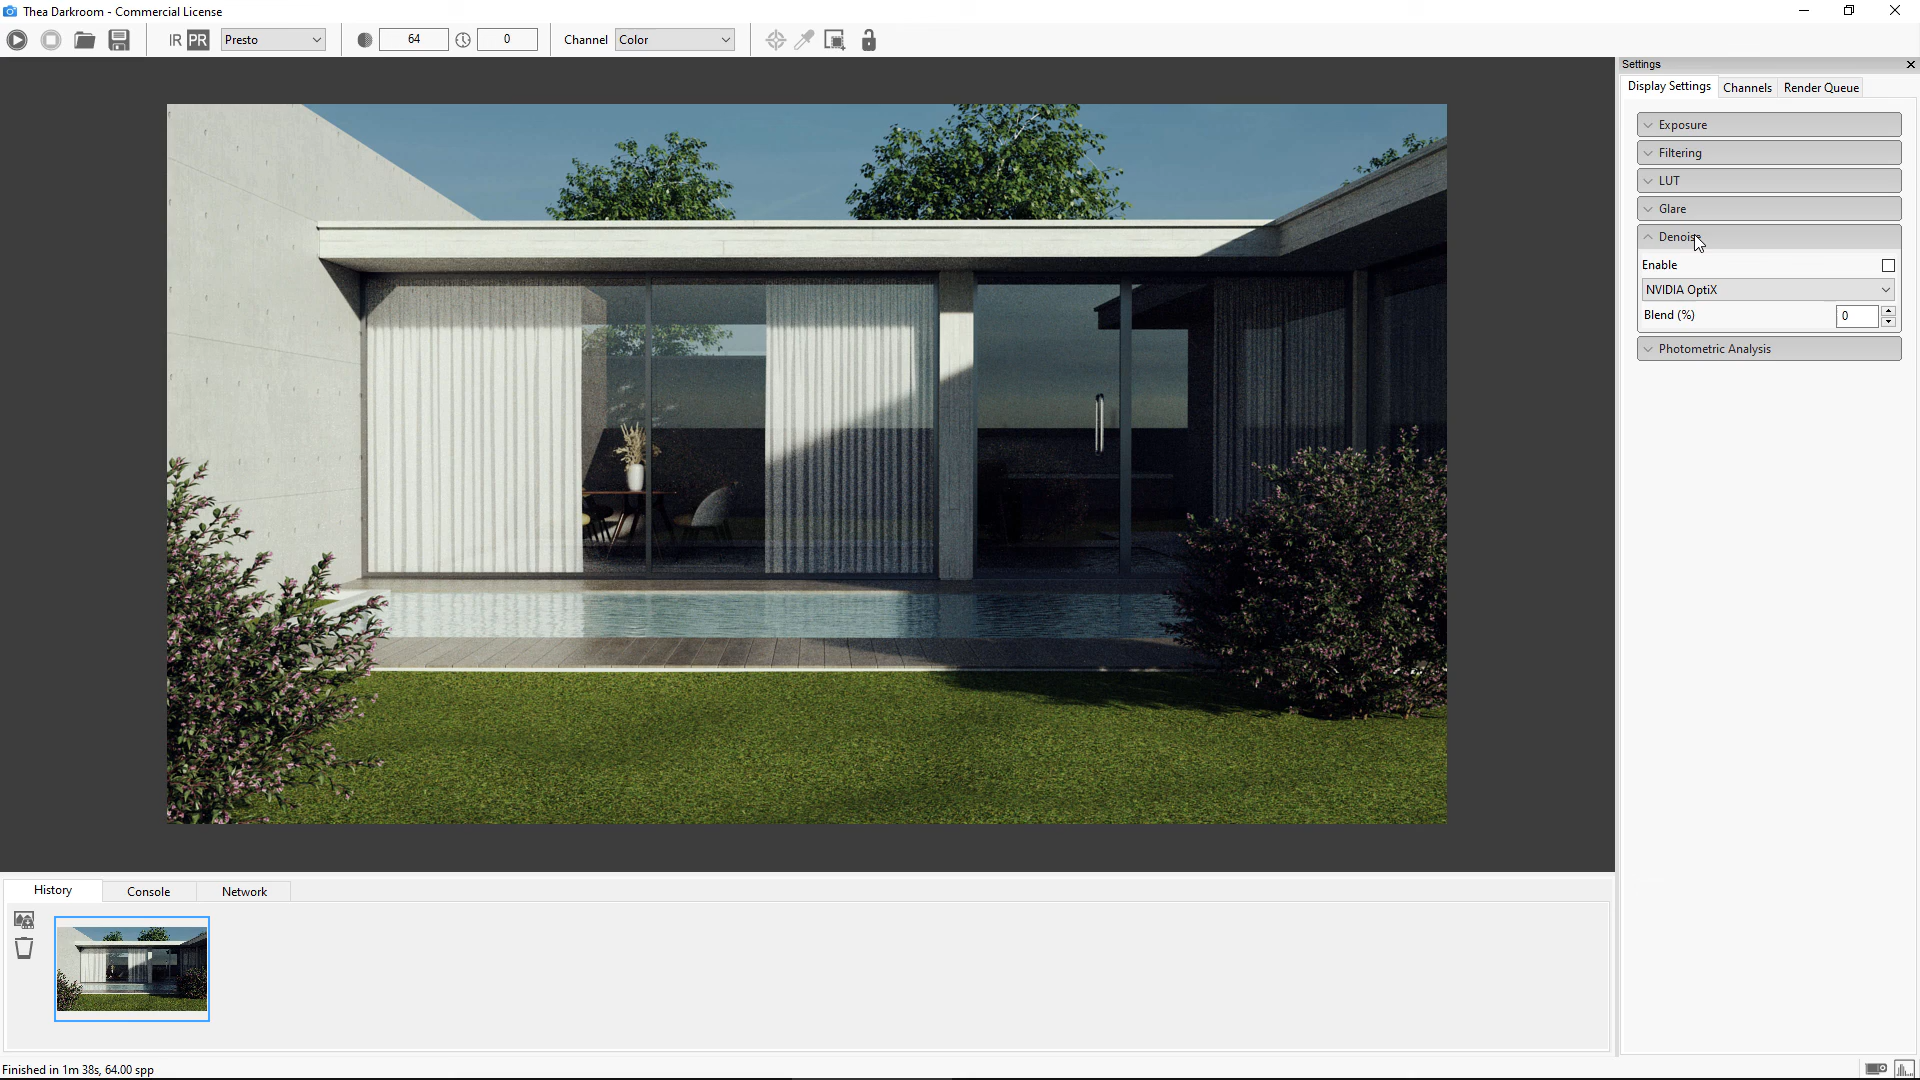 Thea Darkroom - Commercial License
IR PR Presto 64 0 Channel Color
Settings
Display Settings Channels Render Queue
Exposure
Filtering
LUT
Glare
Denoise
Enable
NVIDIA OptiX
Blend (%) 0
Photometric Analysis
History Console Network
Finished in 1m 38s, 64.00 spp